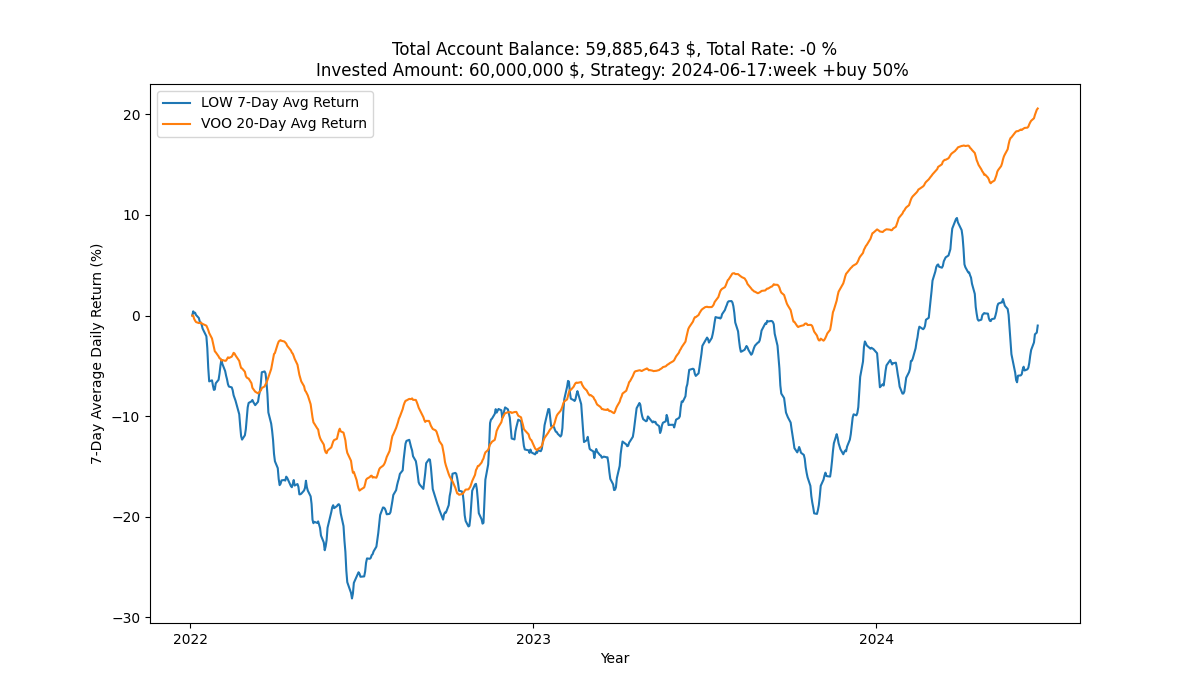 Total Account Balance: 59,885,643 $, Total Rate: -0 %
Invested Amount: 60,000,000 $, Strategy: 2024-06-17:week +buy 50%
LOW 7-Day Avg Return
VOO 20-Day Avg Return
7-Day Average Daily Return (%)
20
10
0
−10
−20
−30
2022
2023
2024
Year